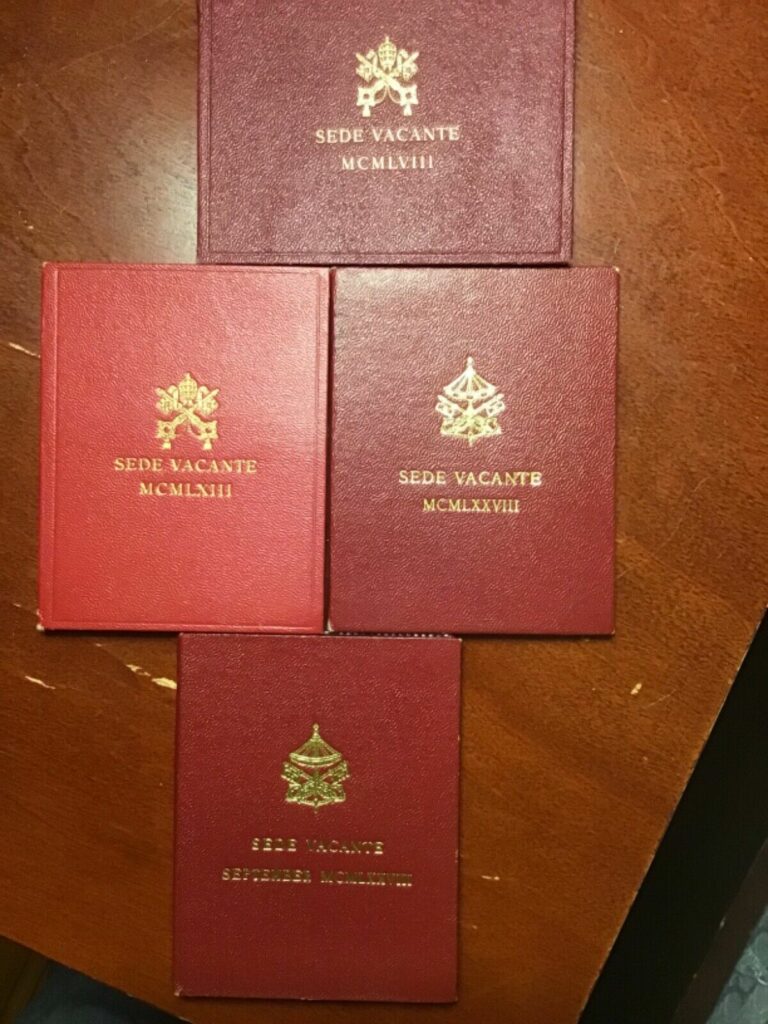 SEDE VACANTE
MCMLVIII
SEDE VACANTE
MCMLXIII
SEDE VACANTE
MCMLXXVIII
SEDE VACANTE
SEPTEMBER MCMLXXVIII